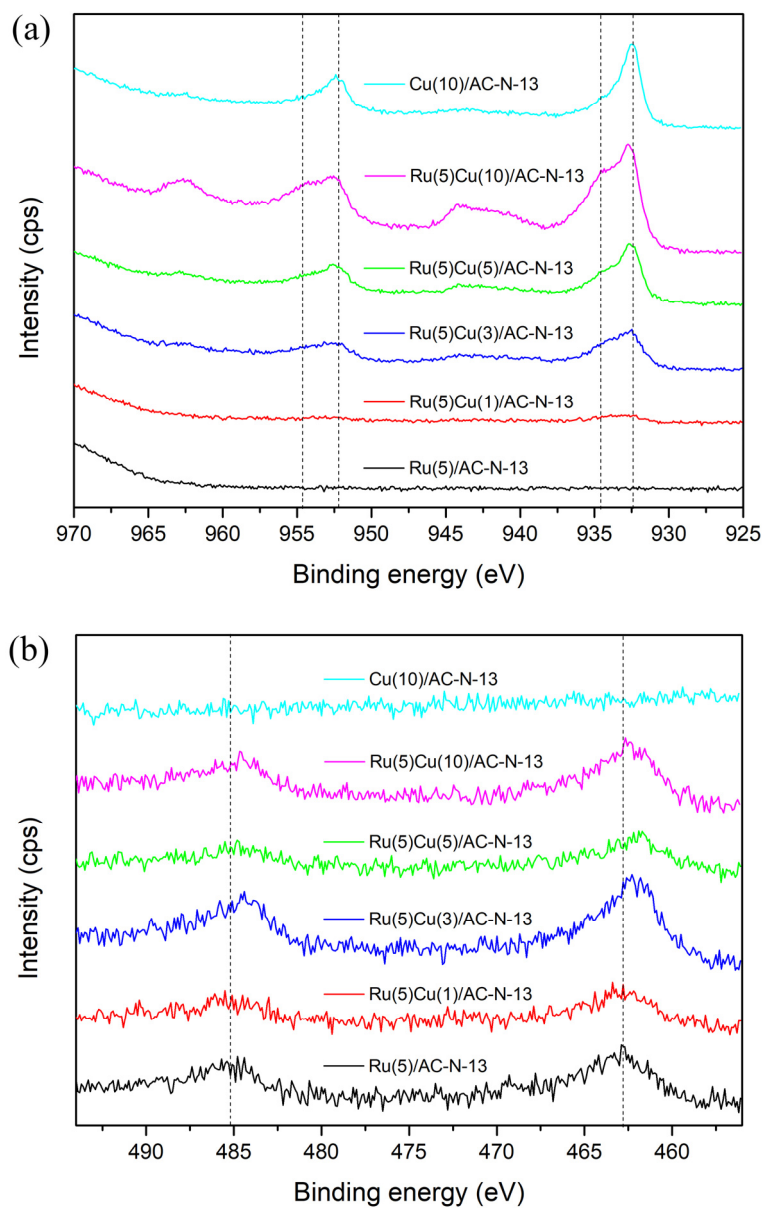 (a)
Cu(10)/AC-N-13
Ru(5)Cu(10)/AC-N-13
Ru(5)Cu(5)/AC-N-13
Ru(5)Cu(3)/AC-N-13
Ru(5)Cu(1)/AC-N-13
Ru(5)/AC-N-13
Intensity (cps)
970 965 960 955 950 945 940 935 930 925
Binding energy (eV)
(b)
Cu(10)/AC-N-13
Ru(5)Cu(10)/AC-N-13
Ru(5)Cu(5)/AC-N-13
Ru(5)Cu(3)/AC-N-13
Ru(5)Cu(1)/AC-N-13
Ru(5)/AC-N-13
Intensity (cps)
490 485 480 475 470 465 460
Binding energy (eV)